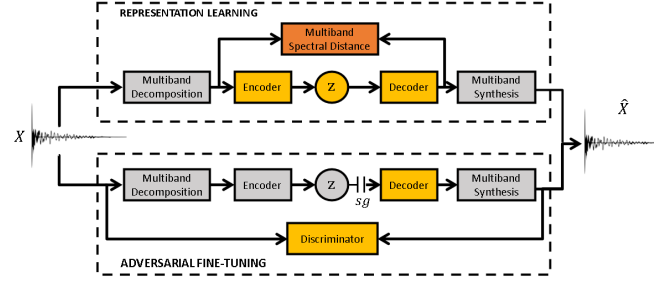 REPRESENTATION LEARNING
Multiband
Spectral Distance
Multiband
Decomposition
Encoder
Z
Decoder
Multiband
Synthesis
X
X̂
Multiband
Decomposition
Encoder
Z
sg
Decoder
Multiband
Synthesis
Discriminator
ADVERSARIAL FINE-TUNING